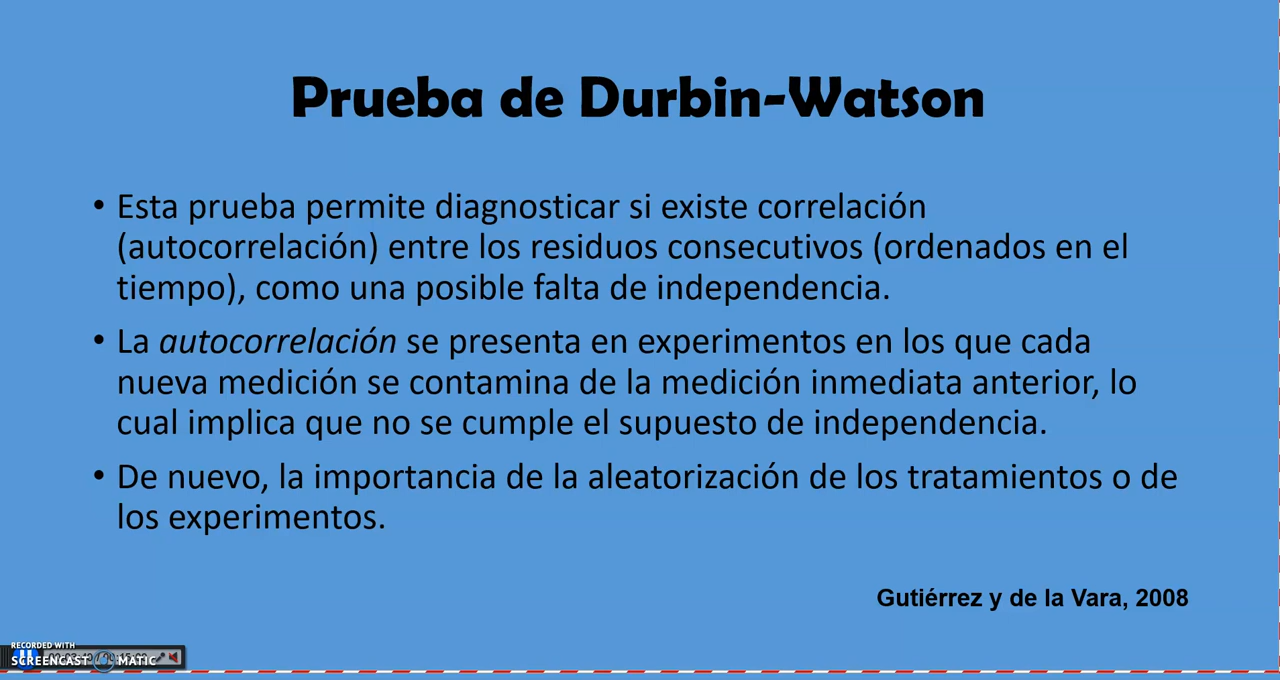 Prueba de Durbin-Watson
• Esta prueba permite diagnosticar si existe correlación
(autocorrelación) entre los residuos consecutivos (ordenados en el
tiempo), como una posible falta de independencia.
• La autocorrelación se presenta en experimentos en los que cada
nueva medición se contamina de la medición inmediata anterior, lo
cual implica que no se cumple el supuesto de independencia.
• De nuevo, la importancia de la aleatorización de los tratamientos o de
los experimentos.
Gutiérrez y de la Vara, 2008
RECORDED WITH
SCREENCAST MATIC